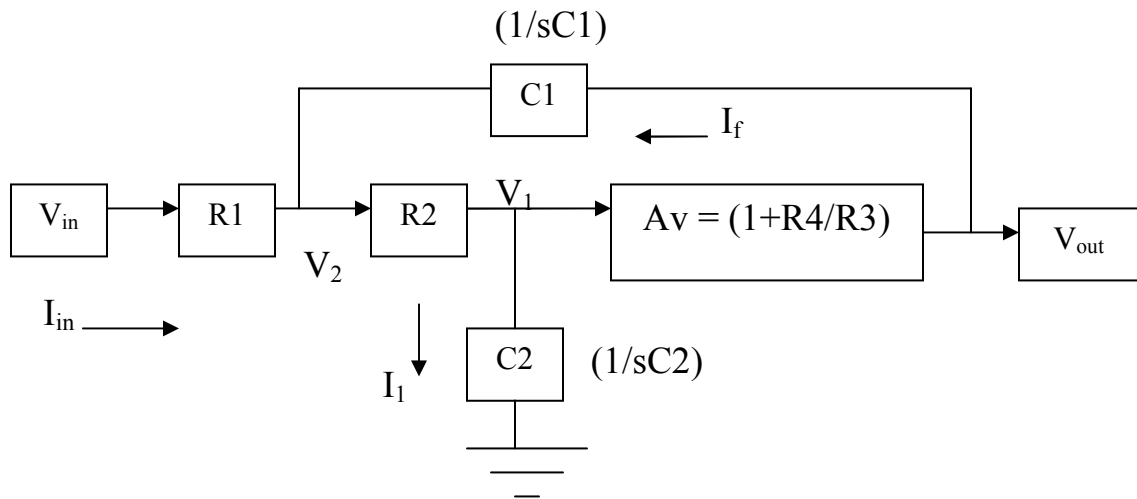 (1/sC1)
C1
I_f
V_in
R1
R2
V_1
Av = (1+R4/R3)
V_out
V_2
I_in
C2
(1/sC2)
I_1